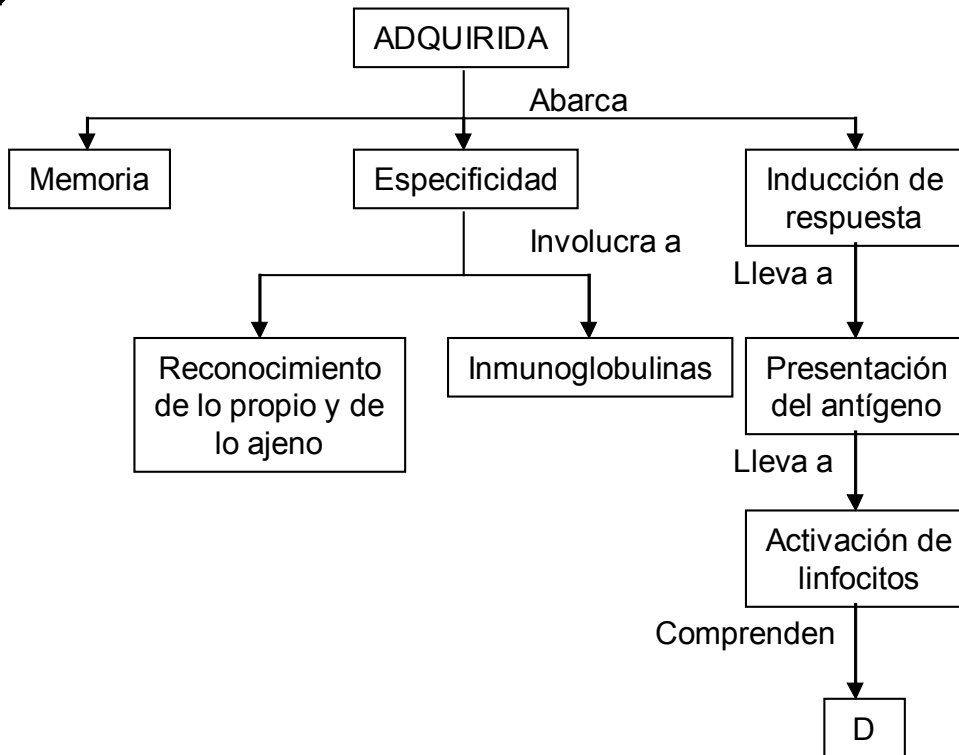 ADQUIRIDA
Abarca
Memoria
Especificidad
Inducción de
respuesta
Involucra a
Lleva a
Reconocimiento
de lo propio y de
lo ajeno
Inmunoglobulinas
Presentación
del antígeno
Lleva a
Activación de
linfocitos
Comprenden
D